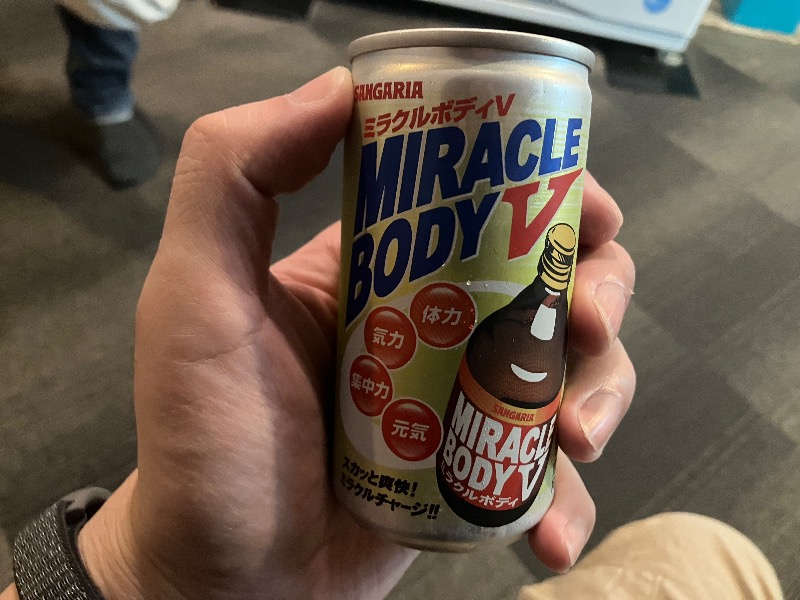 SANGARIA
ミラクルボディV
MIRACLE
BODY V
体力
気力
集中力
元気
スカッと爽快!
ミラクルチャージ!!
SANGARIA
MIRACLE
BODY V
ミラクルボディ